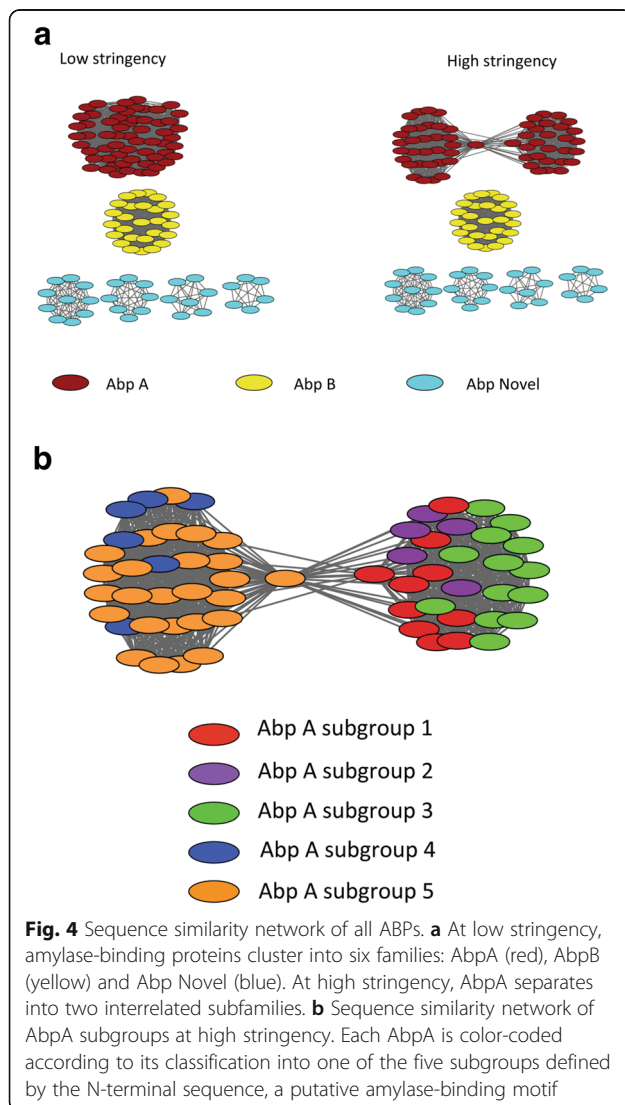 a
Low stringency
High stringency
Abp A
Abp B
Abp Novel
b
Abp A subgroup 1
Abp A subgroup 2
Abp A subgroup 3
Abp A subgroup 4
Abp A subgroup 5
Fig. 4 Sequence similarity network of all ABPs. a At low stringency,
amylase-binding proteins cluster into six families: AbpA (red), AbpB
(yellow) and Abp Novel (blue). At high stringency, AbpA separates
into two interrelated subfamilies. b Sequence similarity network of
AbpA subgroups at high stringency. Each AbpA is color-coded
according to its classification into one of the five subgroups defined
by the N-terminal sequence, a putative amylase-binding motif